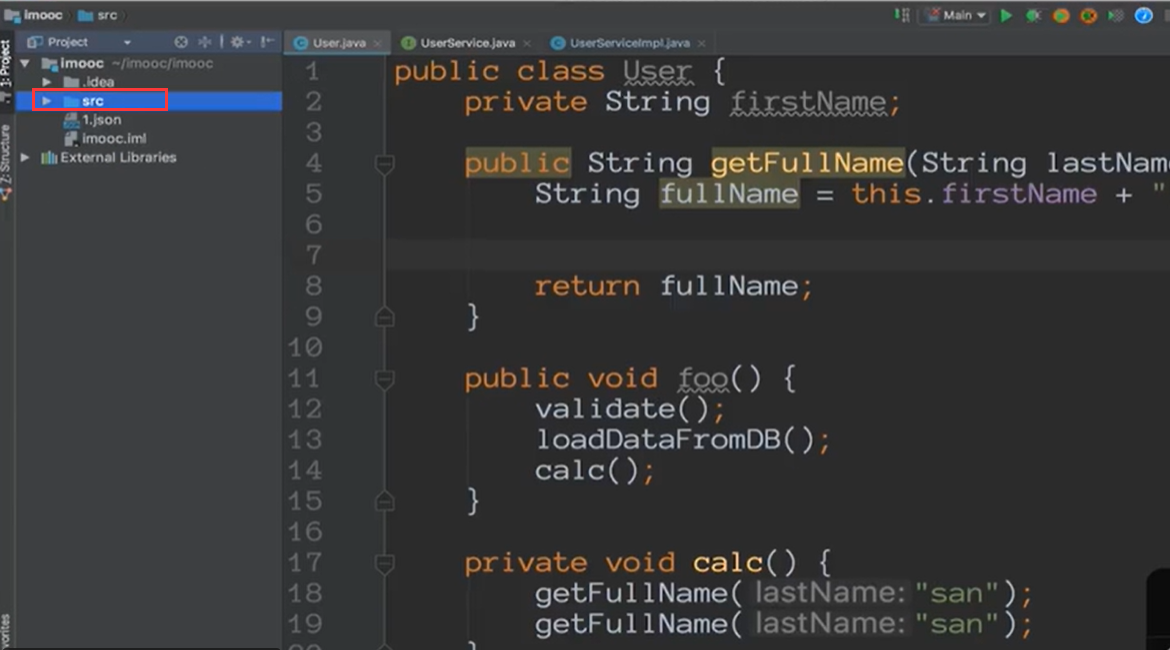 imooc src
Main
Project
User.java UserService.java UserServiceImpl.java
1: Project
imooc ~/imooc/imooc
.idea
src
1.json
imooc.iml
External Libraries
Z: Structure
1 public class User {
2 private String firstName;
3
4 public String getFullName(String lastNam
5 String fullName = this.firstName + "
6
7
8 return fullName;
9 }
10
11 public void foo() {
12 validate();
13 loadDataFromDB();
14 calc();
15 }
16
17 private void calc() {
18 getFullName( lastName: "san");
19 getFullName( lastName: "san");